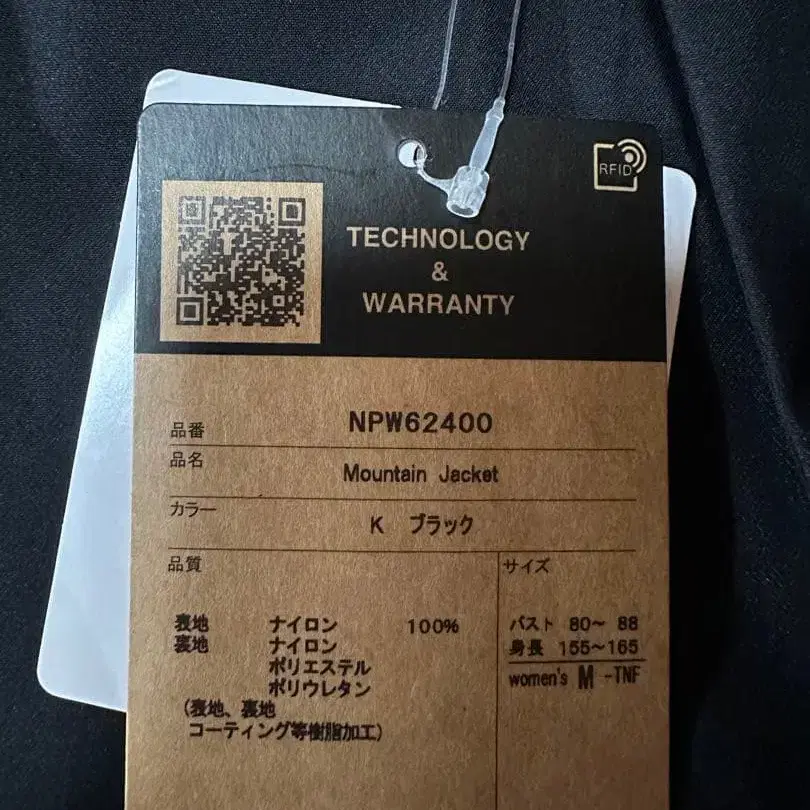 RFID
TECHNOLOGY
&
WARRANTY
品番 NPW62400
品名 Mountain Jacket
カラー K ブラック
品質
表地 ナイロン 100%
裏地 ナイロン
ポリエステル
ポリウレタン
(表地、裏地
コーティング等樹脂加工)
サイズ
バスト 80～ 88
身長 155～165
women's M -TNF